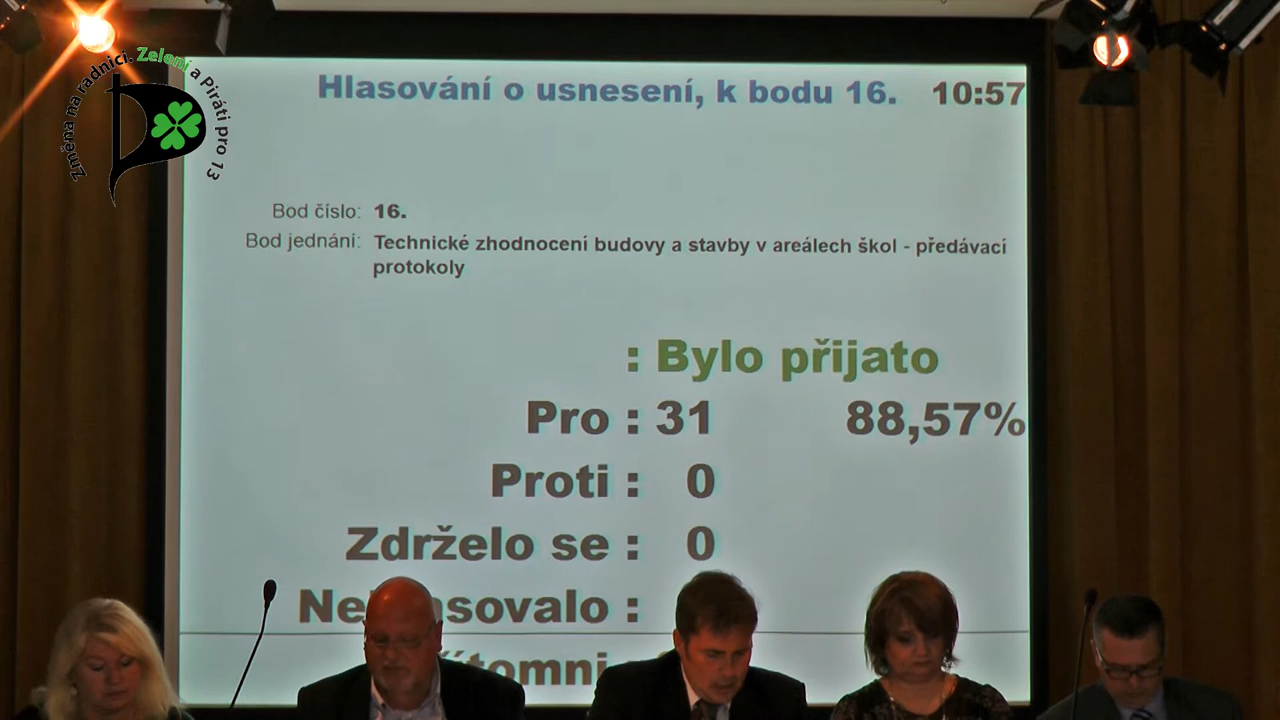 Změna na radnici. Zelení a Piráti pro 13
Hlasování o usnesení, k bodu 16. 10:57
Bod číslo: 16.
Bod jednání: Technické zhodnocení budovy a stavby v areálech škol - předávací
protokoly
: Bylo přijato
Pro : 31 88,57%
Proti : 0
Zdrželo se : 0